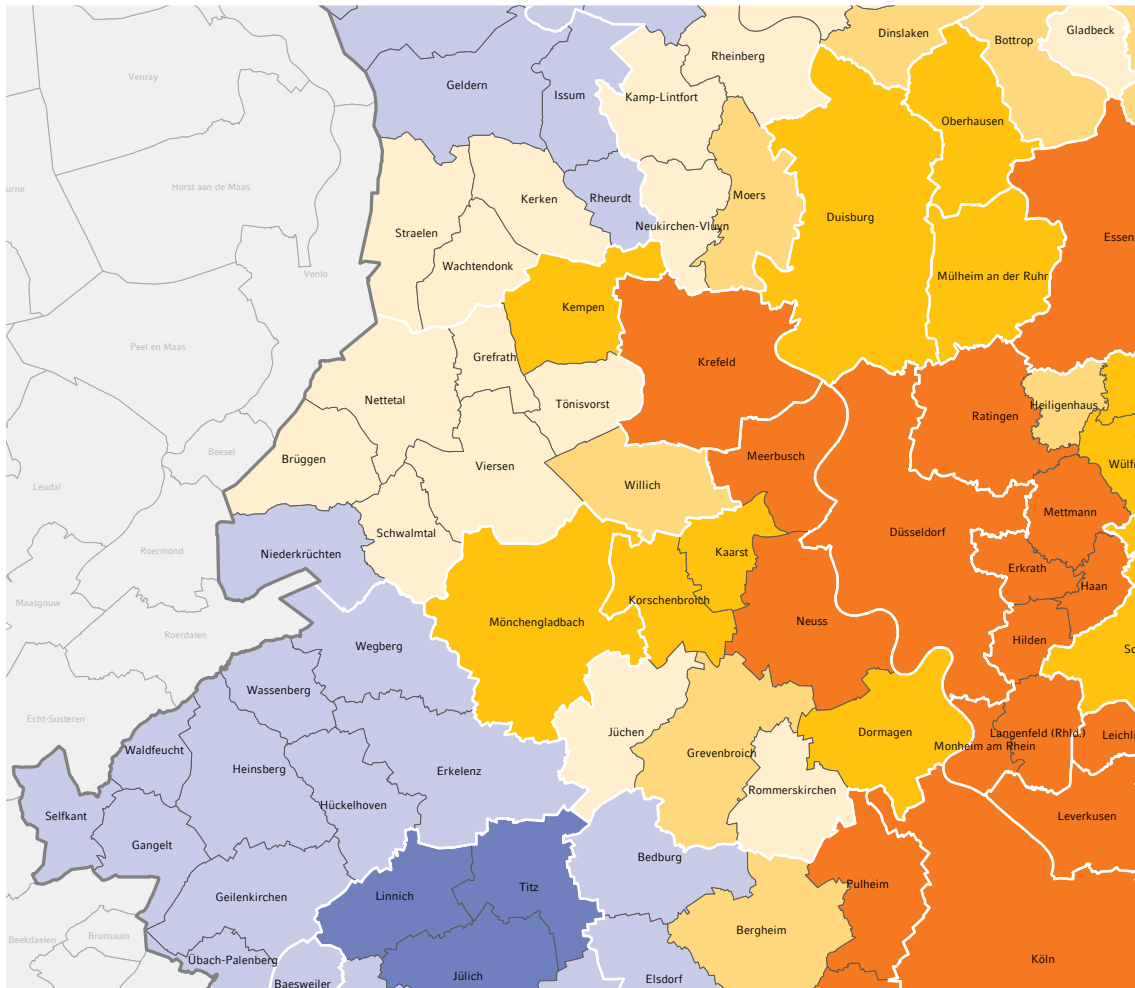 Gladbeck
Dinslaken
Bottrop
Rheinberg
Venray
Geldern
Issum
Kamp-Lintfort
Oberhausen
urne
Horst aan de Maas
Kerken
Rheurdt
Moers
Duisburg
Neukirchen-Vluyn
Straelen
Essen
Wachtendonk
Venlo
Mülheim an der Ruhr
Kempen
Peel en Maas
Grefrath
Krefeld
Nettetal
Tönisvorst
Heiligenhaus
Ratingen
Beesel
Brüggen
Meerbusch
Viersen
Wülfr
Leudal
Willich
Mettmann
Schwalmtal
Düsseldorf
Roermond
Niederkrüchten
Kaarst
Erkrath
Haan
Maasgouw
Korschenbroich
Mönchengladbach
Neuss
Roerdalen
Hilden
Wegberg
So
Wassenberg
Echt-Susteren
Jüchen
Dormagen
Langenfeld (Rhld.)
Leichli
Monheim am Rhein
Waldfeucht
Grevenbroich
Heinsberg
Erkelenz
Rommerskirchen
Hückelhoven
Selfkant
Leverkusen
Gangelt
Bedburg
Pulheim
Titz
Linnich
Geilenkirchen
Bergheim
Beekdaelen
Brunssum
Übach-Palenberg
Köln
Jülich
Elsdorf
Baesweiler